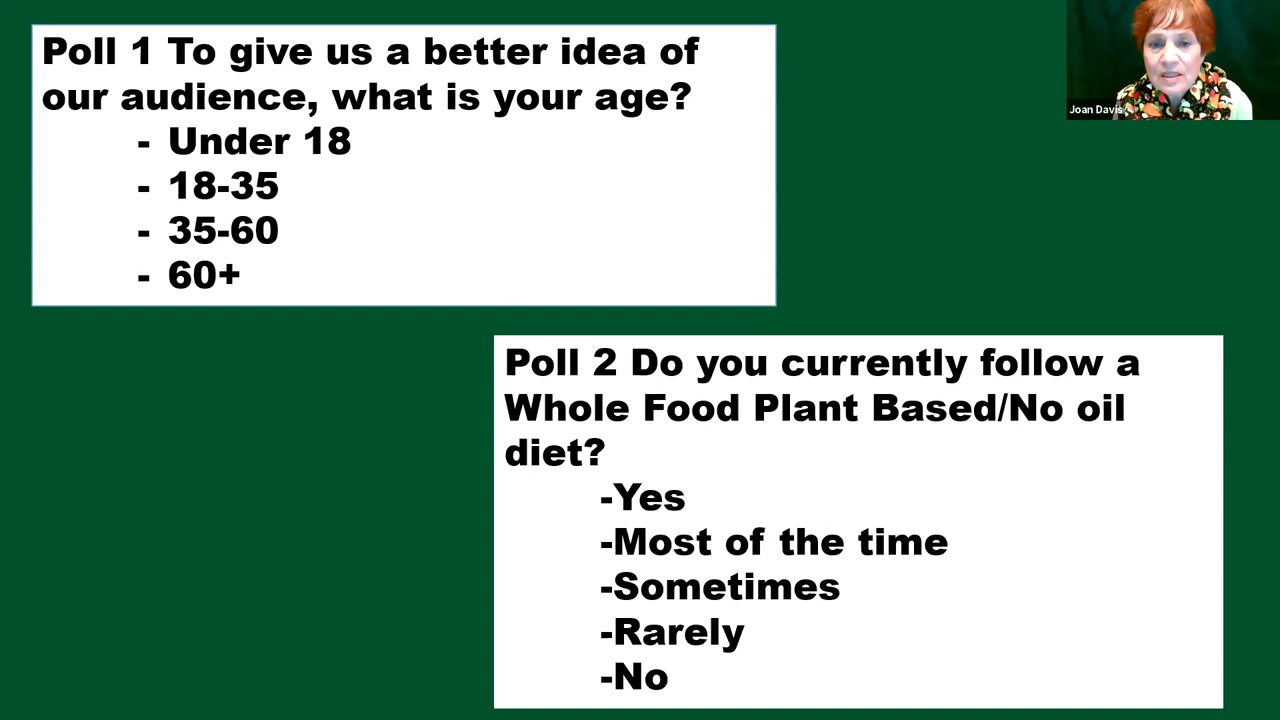 Poll 1 To give us a better idea of
our audience, what is your age?
- Under 18
- 18-35
- 35-60
- 60+
Joan Davis
Poll 2 Do you currently follow a
Whole Food Plant Based/No oil
diet?
-Yes
-Most of the time
-Sometimes
-Rarely
-No